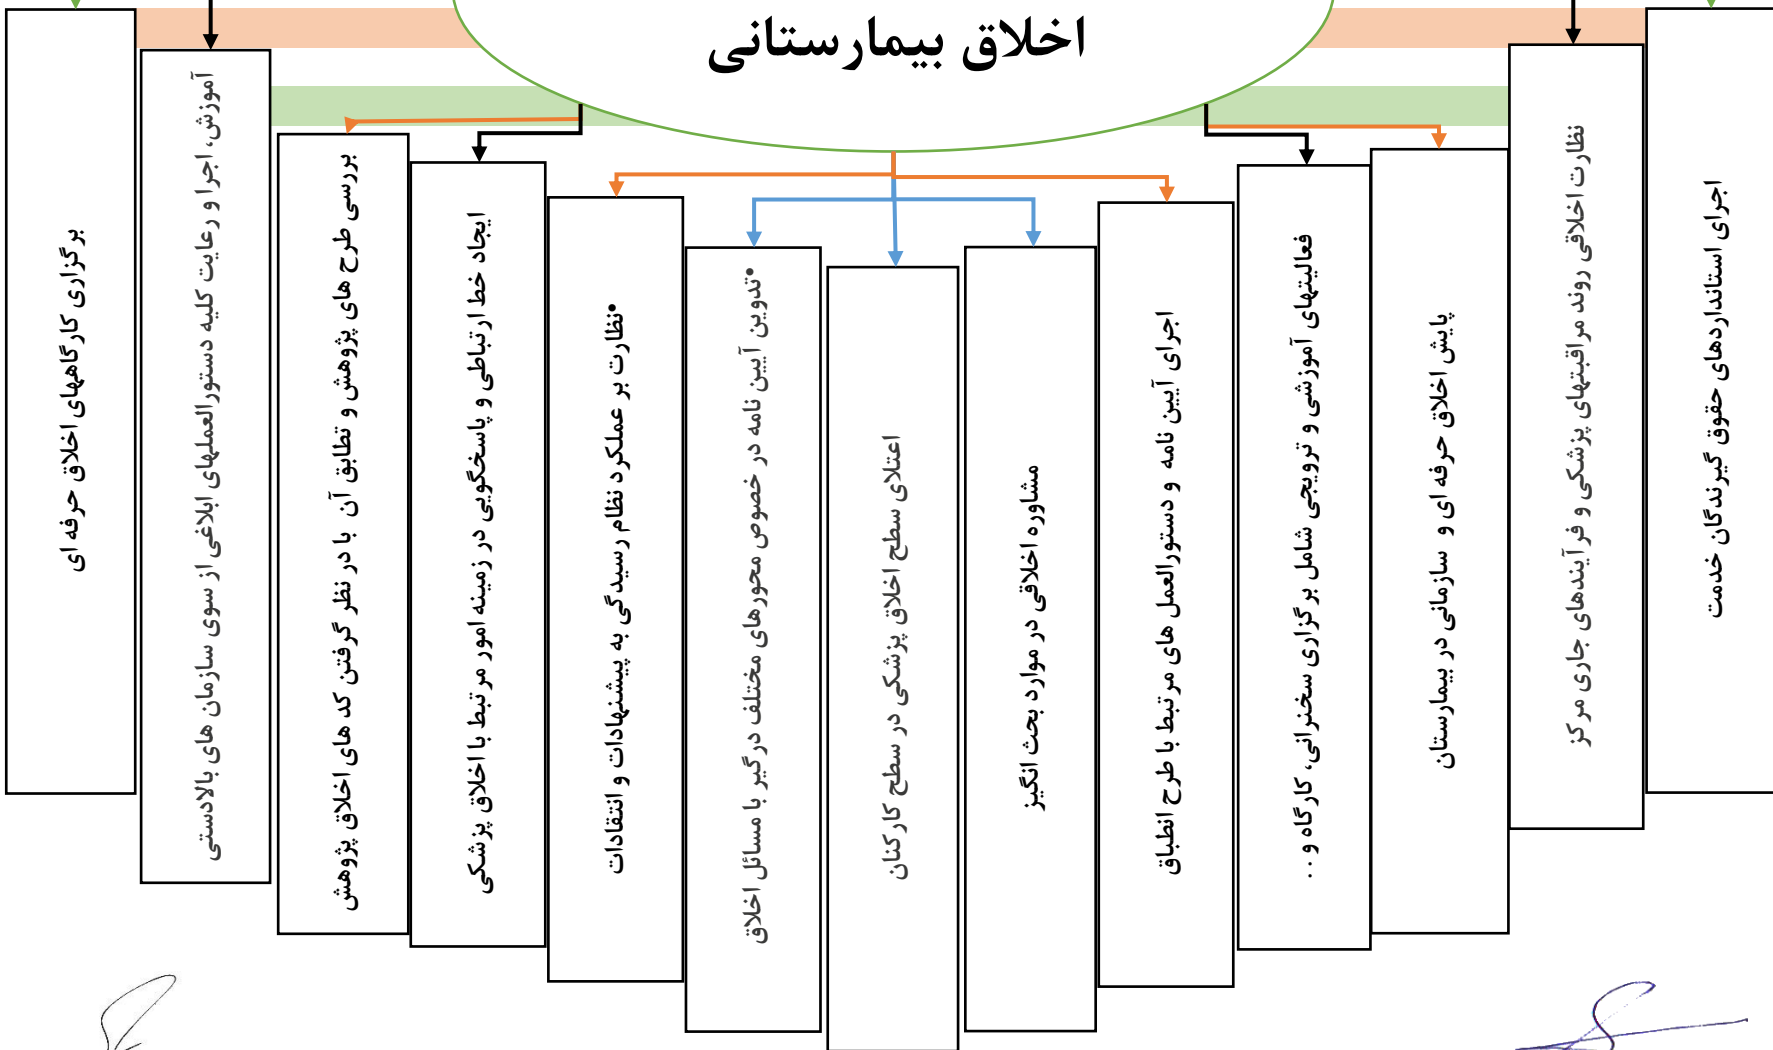 اخلاق بیمارستانی
اجرای استانداردهای حقوق گیرندگان خدمت
نظارت اخلاقی روند مراقبتهای پزشکی و فرآیندهای جاری مرکز
پایش اخلاق حرفه ای و سازمانی در بیمارستان
فعالیتهای آموزشی و ترویجی شامل برگزاری سخنرانی، کارگاه و ..
اجرای آیین نامه و دستورالعمل های مرتبط با طرح انطباق
مشاوره اخلاقی در موارد بحث انگیز
اعتلای سطح اخلاق پزشکی در سطح کارکنان
•تدوین آیین نامه در خصوص محورهای مختلف درگیر با مسائل اخلاق
•نظارت بر عملکرد نظام رسیدگی به پیشنهادات و انتقادات
ایجاد خط ارتباطی و پاسخگویی در زمینه امور مرتبط با اخلاق پزشکی
بررسی طرح های پژوهش و تطابق آن با در نظر گرفتن کد های اخلاق پژوهش
آموزش، اجرا و رعایت کلیه دستورالعملهای ابلاغی از سوی سازمان های بالادستی
برگزاری کارگاههای اخلاق حرفه ای